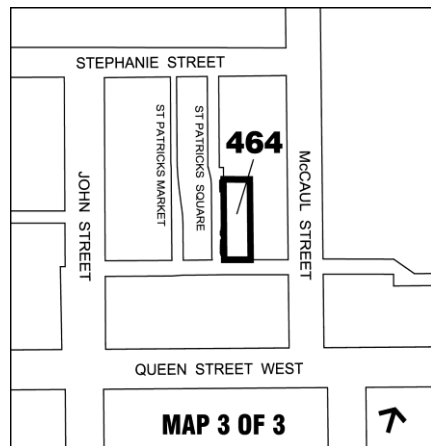 STEPHANIE STREET
ST PATRICKS MARKET
ST PATRICKS SQUARE
464
JOHN STREET
McCAUL STREET
QUEEN STREET WEST
MAP 3 OF 3